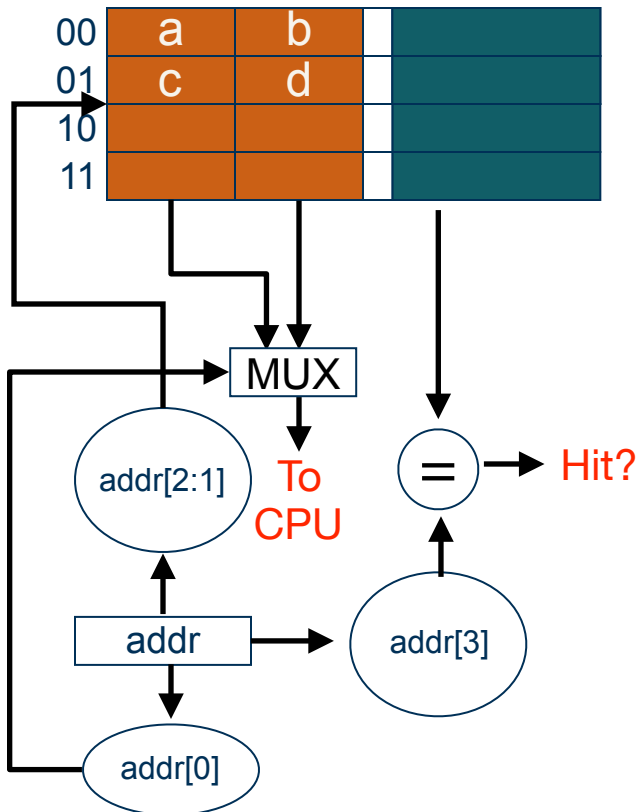 00 a b
01 c d
10
11
MUX
addr[2:1]
To
CPU
=
Hit?
addr
addr[3]
addr[0]